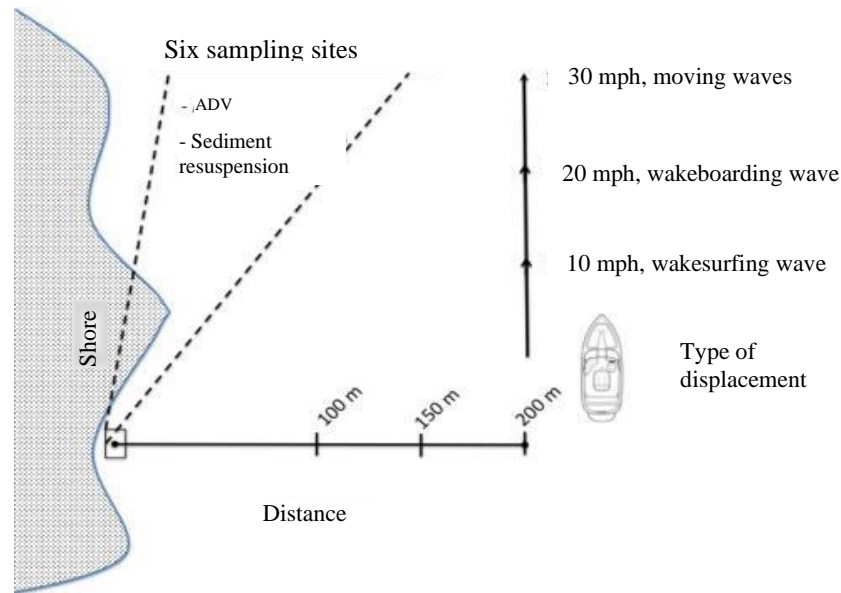 Six sampling sites
- ADV
- Sediment
resuspension
30 mph, moving waves
20 mph, wakeboarding wave
10 mph, wakesurfing wave
Type of
displacement
Shore
100 m
150 m
200 m
Distance